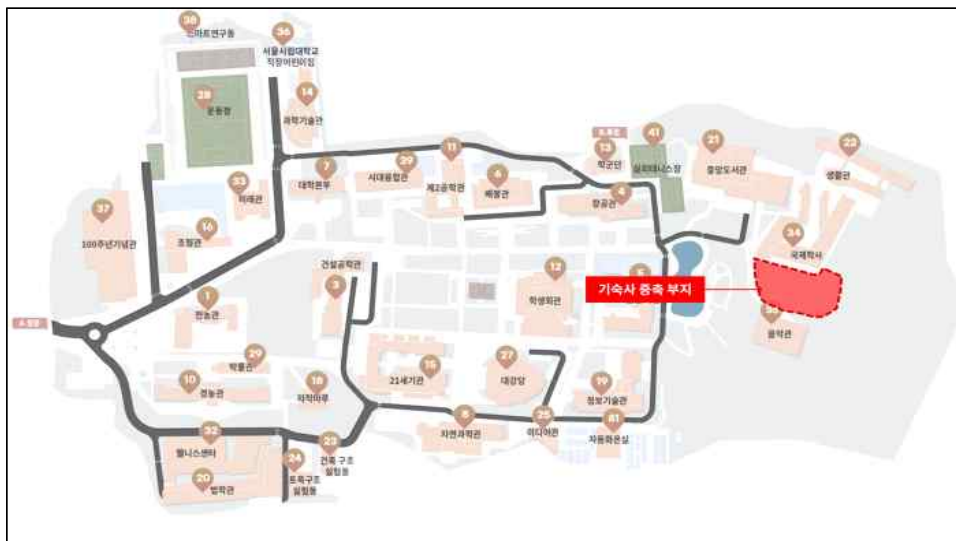 38
스마트연구동
36
서울시립대학교
직장어린이집
28
운동장
14
과학기술관
11
제2공학관
13
학군단
41
실외테니스장
21
중앙도서관
22
생활관
7
대학본부
29
시대융합관
6
배봉관
4
창공관
33
미래관
37
100주년기념관
16
조형관
34
국제학사
건설공학관
3
12
학생회관
5
기숙사 증축 부지
1
전농관
음악관
29
박물관
10
경농관
18
자작마루
15
21세기관
27
대강당
19
정보기술관
8
자연과학관
25
미디어관
81
자동화온실
32
웰니스센터
23
건축 구조
실험동
24
토목구조
실험동
20
법학관